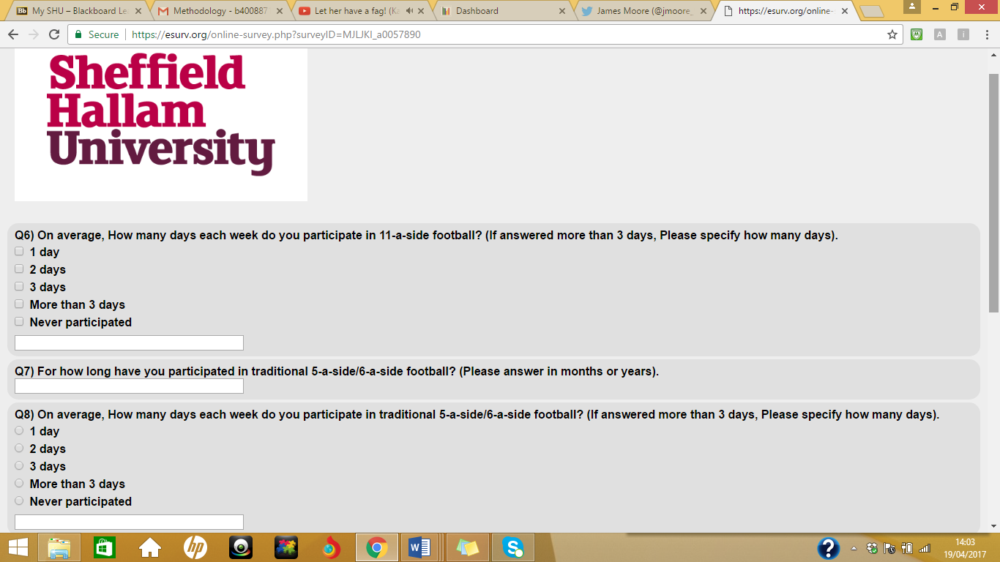 My SHU – Blackboard Le
Methodology - b400887
Let her have a fag! (Ka
Dashboard
James Moore (@jmoore_
https://esurv.org/online-
Secure
https://esurv.org/online-survey.php?surveyID=MJLJKI_a0057890
Sheffield
Hallam
University
Q6) On average, How many days each week do you participate in 11-a-side football? (If answered more than 3 days, Please specify how many days).
1 day
2 days
3 days
More than 3 days
Never participated
Q7) For how long have you participated in traditional 5-a-side/6-a-side football? (Please answer in months or years).
Q8) On average, How many days each week do you participate in traditional 5-a-side/6-a-side football? (If answered more than 3 days, Please specify how many days).
1 day
2 days
3 days
More than 3 days
Never participated
14:03
19/04/2017